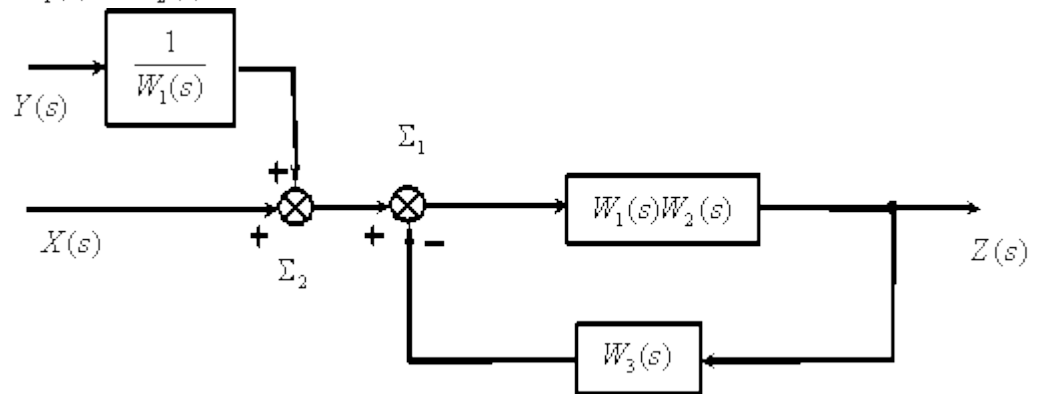 1
W₁(s)
Y(s)
+
Σ₁
+
X(s)
+
Σ₂
+
−
W₁(s)W₂(s)
Z(s)
W₃(s)